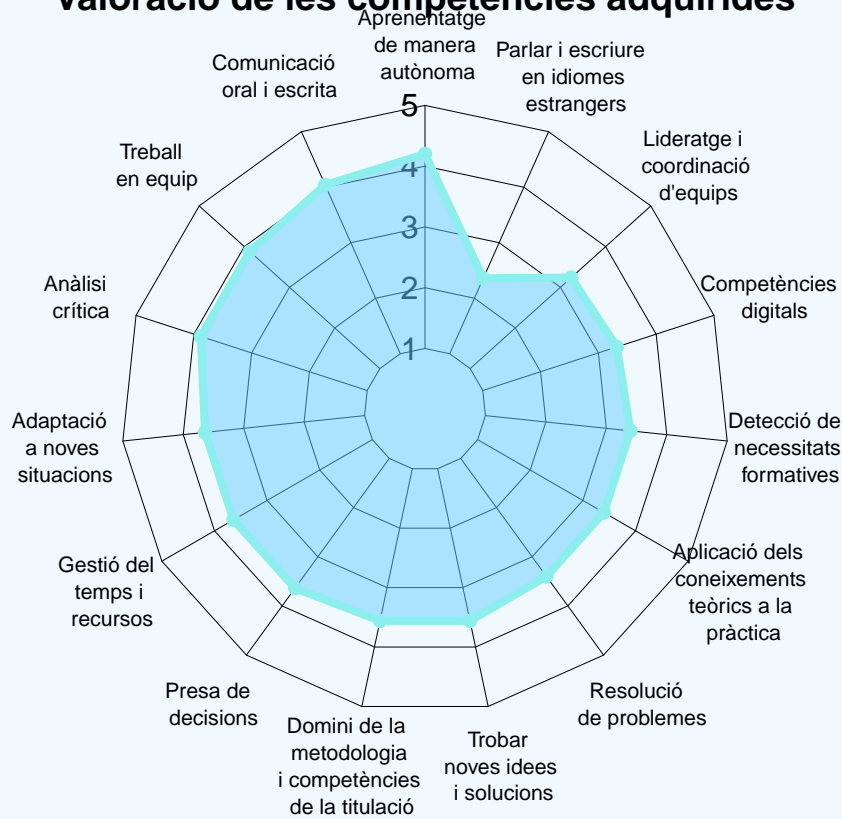 Valoració de les competències adquirides
Aprenentatge
de manera
autònoma
Parlar i escriure
en idiomes
estrangers
Lideratge i
coordinació
d'equips
Competències
digitals
Detecció de
necessitats
formatives
Aplicació dels
coneixements
teòrics a la
pràctica
Resolució
de problemes
Trobar
noves idees
i solucions
Domini de la
metodologia
i competències
de la titulació
Presa de
decisions
Gestió del
temps i
recursos
Adaptació
a noves
situacions
Anàlisi
crítica
Treball
en equip
Comunicació
oral i escrita
5
4
3
2
1